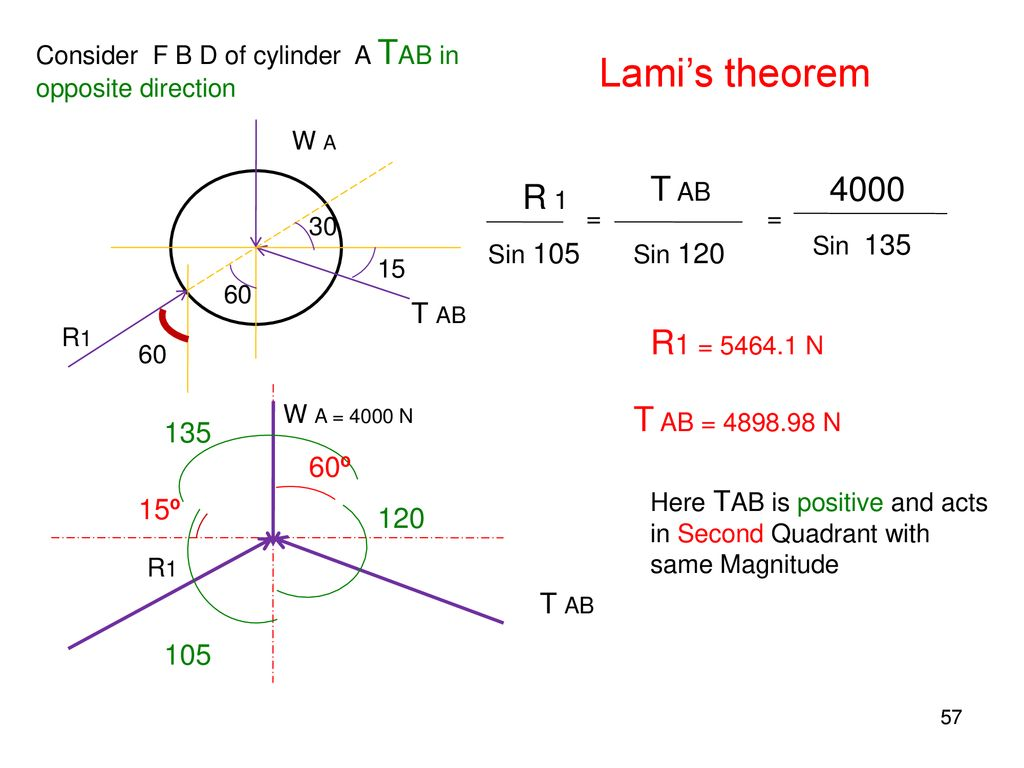 Consider F B D of cylinder A TAB in
opposite direction
Lami’s theorem
W A
30
15
60
T AB
R1
60
R 1
Sin 105
=
T AB
Sin 120
=
4000
Sin 135
R1 = 5464.1 N
T AB = 4898.98 N
W A = 4000 N
135
60º
15º
120
R1
T AB
105
Here TAB is positive and acts
in Second Quadrant with
same Magnitude
57